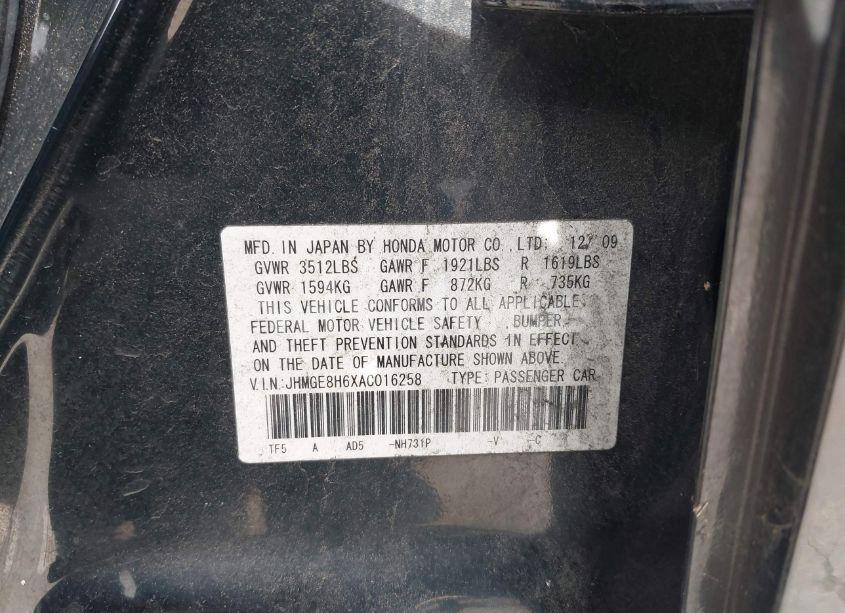 MFD. IN JAPAN BY HONDA MOTOR CO .,LTD: 12/ 09
GVWR 3512LBS GAWR F 1921LBS R 1619LBS
GVWR 1594KG GAWR F 872KG R 735KG
THIS VEHICLE CONFORMS TO ALL APPLICABLE
FEDERAL MOTOR VEHICLE SAFETY , BUMPER,
AND THEFT PREVENTION STANDARDS IN EFFECT
ON THE DATE OF MANUFACTURE SHOWN ABOVE.
V.I.N.:JHMGE8H6XAC016258 TYPE: PASSENGER CAR
TF5 A AD5 -NH731P -V -C